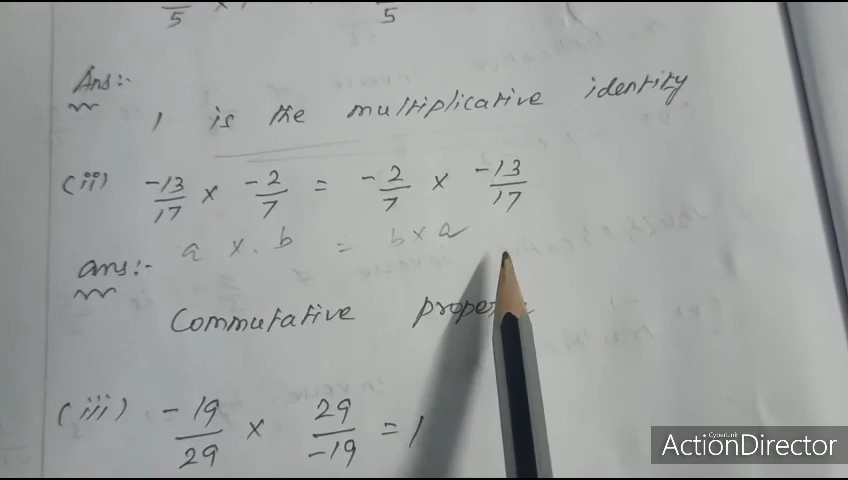 5 5
Ans:-
1 is the multiplicative identity
(ii) -13/17 × -2/7 = -2/7 × -13/17
a × b = b × a
ans:-
Commutative
(iii) -19/29 × 29/-19 = 1
CyberLink
ActionDirector